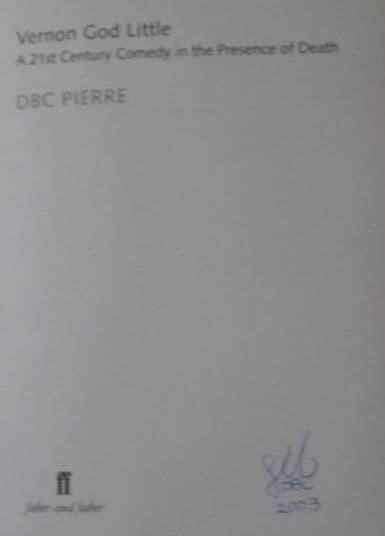 Vernon God Little
A 21st Century Comedy in the Presence of Death
DBC PIERRE
ff
faber and faber
DBC
2003